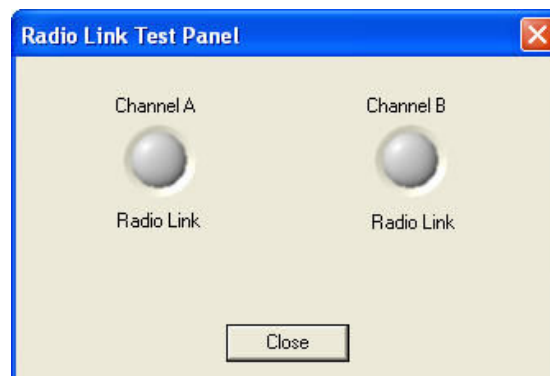 Radio Link Test Panel
Channel A
Channel B
Radio Link
Radio Link
Close